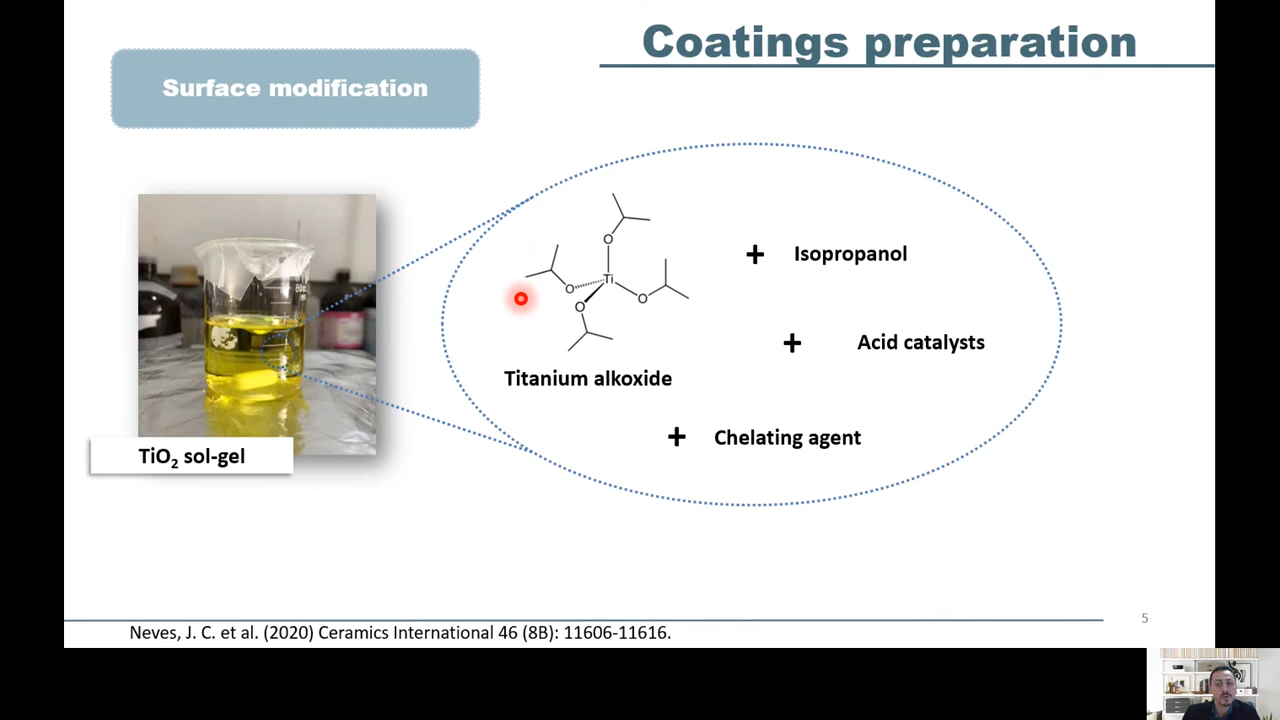 Coatings preparation
Surface modification
O
Ti
O
O
O
+ Isopropanol
+ Acid catalysts
Titanium alkoxide
+ Chelating agent
TiO₂ sol-gel
5
Neves, J. C. et al. (2020) Ceramics International 46 (8B): 11606-11616.